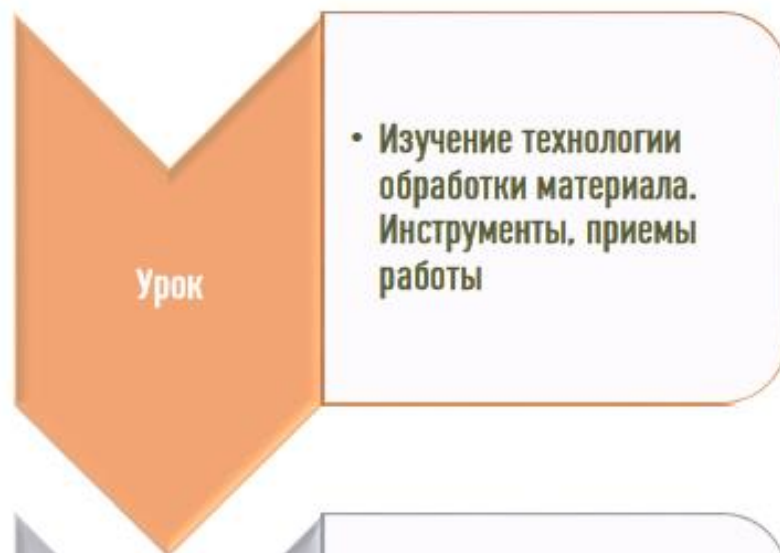 Урок
• Изучение технологии
обработки материала.
Инструменты, приемы
работы